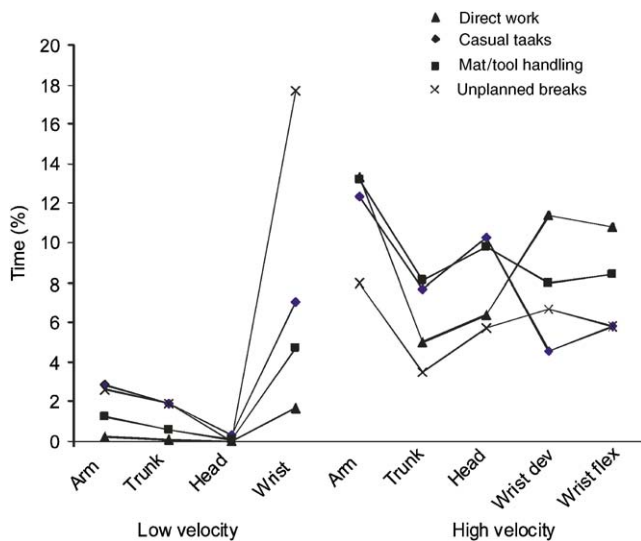 Direct work
Casual taaks
Mat/tool handling
Unplanned breaks
20
18
16
14
12
10
8
6
4
2
0
Time (%)
Arm
Trunk
Head
Wrist
Arm
Trunk
Head
Wrist dev
Wrist flex
Low velocity
High velocity